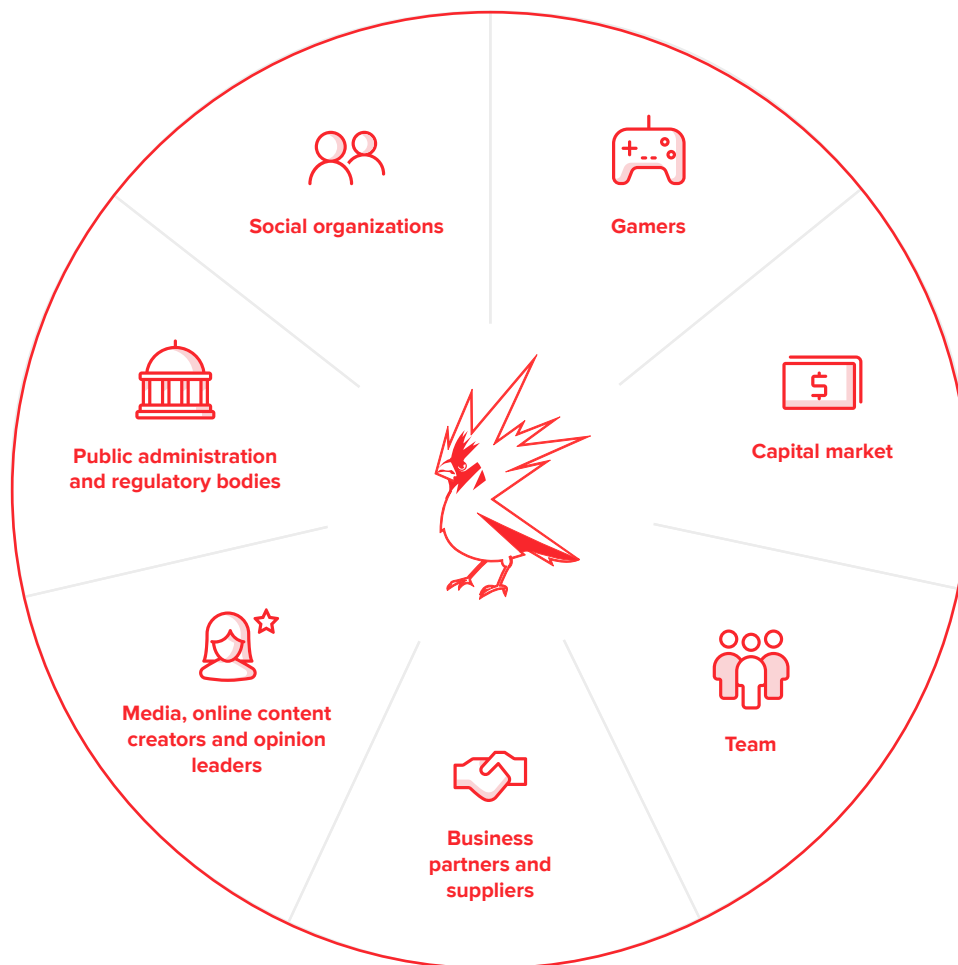 Social organizations
Gamers
Public administration
and regulatory bodies
Capital market
Media, online content
creators and opinion
leaders
Team
Business
partners and
suppliers